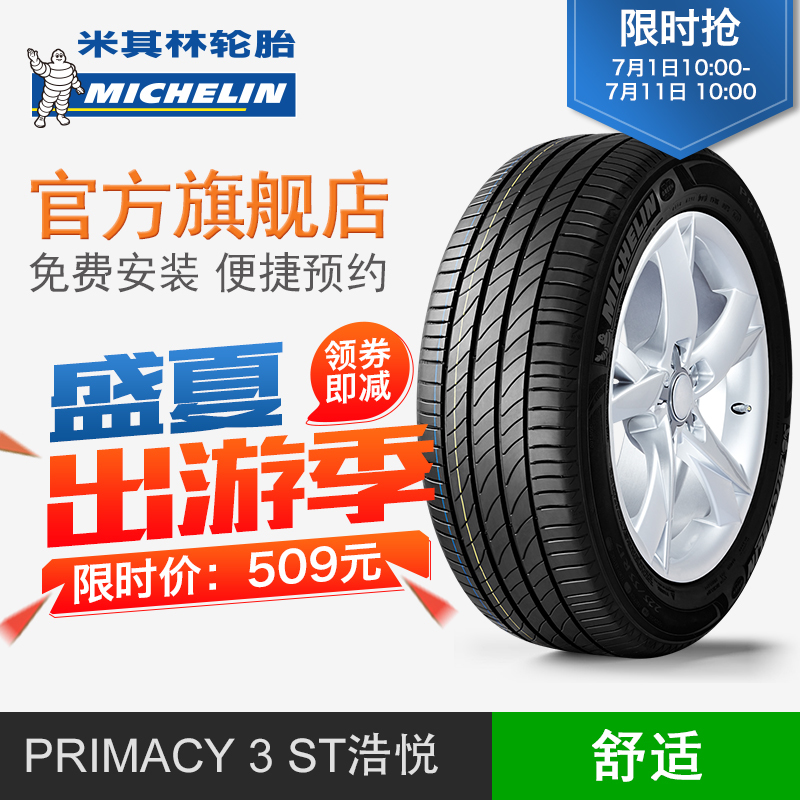 米其林轮胎
MICHELIN
限时抢
7月1日10:00-
7月11日 10:00
官方旗舰店
免费安装 便捷预约
盛夏
领券
即减
出游季
限时价：509元
MICHELIN
PRIMACY 3 ST浩悦
舒适